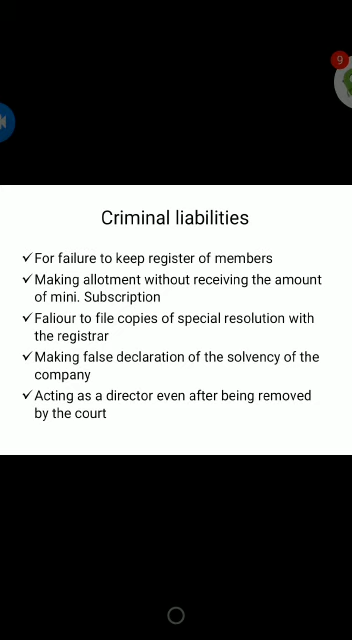 9
Criminal liabilities
✓For failure to keep register of members
✓Making allotment without receiving the amount
of mini. Subscription
✓Faliour to file copies of special resolution with
the registrar
✓Making false declaration of the solvency of the
company
✓Acting as a director even after being removed
by the court